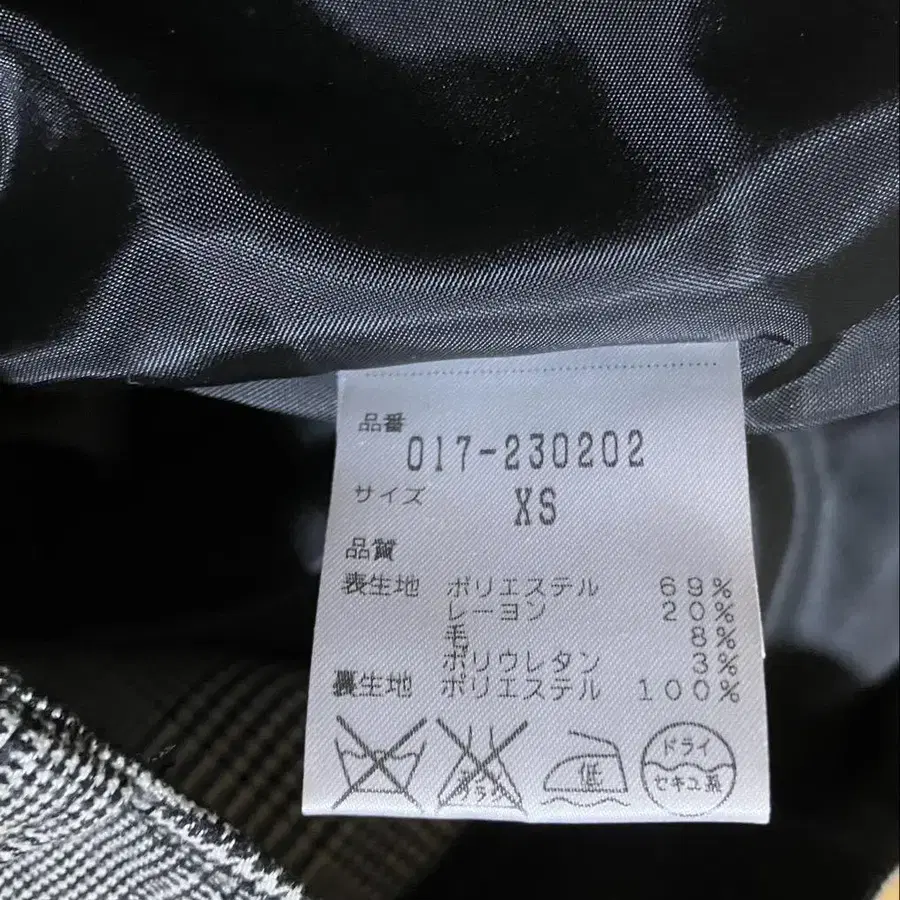 品番
017-230202
サイズ
XS
品質
表生地 ポリエステル 69%
レーヨン 20%
毛 8%
ポリウレタン 3%
裏生地 ポリエステル 100%
低
ドライ
セキユ系